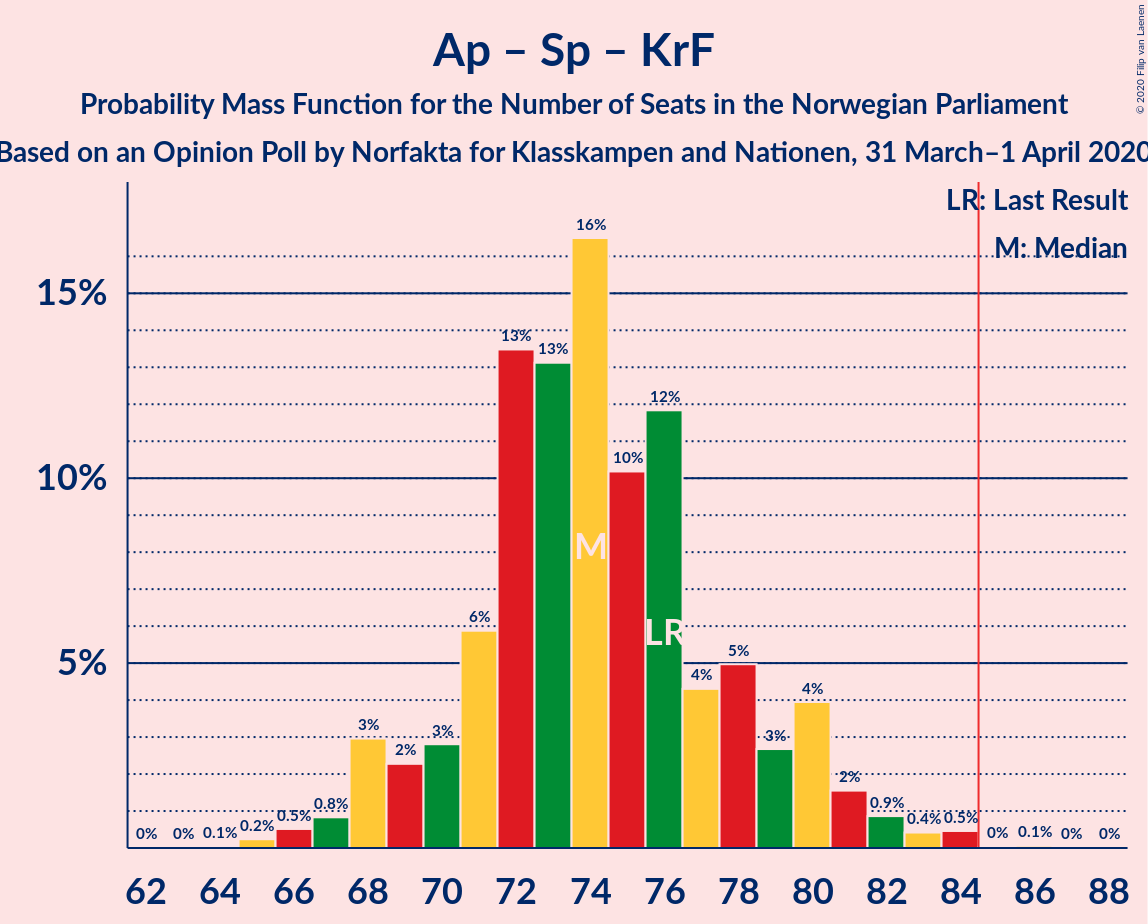 Ap – Sp – KrF
Probability Mass Function for the Number of Seats in the Norwegian Parliament
Based on an Opinion Poll by Norfakta for Klasskampen and Nationen, 31 March–1 April 2020
© 2020 Filip van Laenen
LR: Last Result
M: Median
15%
10%
5%
0% 0% 0.1% 0.2% 0.5% 0.8% 3% 2% 3% 6% 13% 13% 16% 10% 12% 4% 5% 3% 4% 2% 0.9% 0.4% 0.5% 0% 0.1% 0% 0%
M
LR
62 64 66 68 70 72 74 76 78 80 82 84 86 88